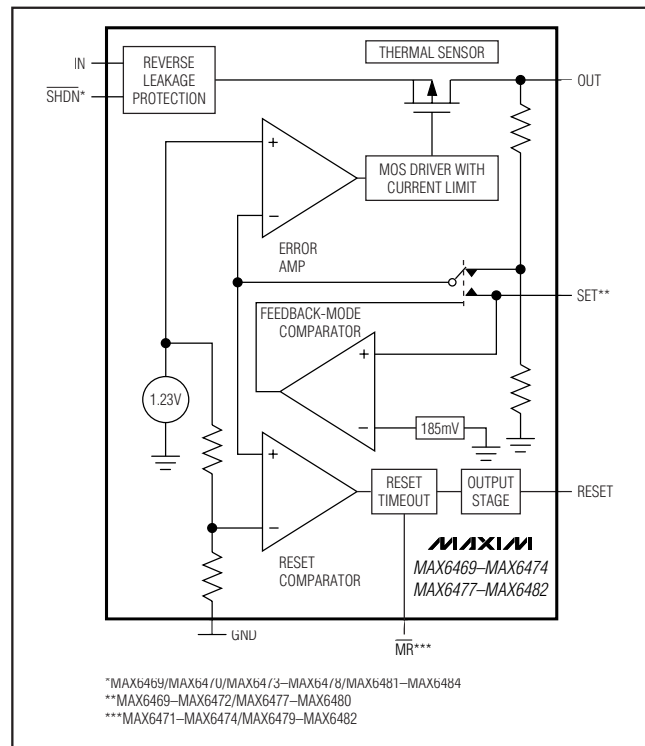 THERMAL SENSOR
IN
REVERSE
LEAKAGE
PROTECTION
SHDN*
OUT
+
MOS DRIVER WITH
CURRENT LIMIT
−
ERROR
AMP
SET**
FEEDBACK-MODE
COMPARATOR
+
1.23V
185mV
−
+
RESET
TIMEOUT
OUTPUT
STAGE
RESET
−
MAXIM
RESET
COMPARATOR
MAX6469–MAX6474
MAX6477–MAX6482
GND
MR***
*MAX6469/MAX6470/MAX6473–MAX6478/MAX6481–MAX6484
**MAX6469–MAX6472/MAX6477–MAX6480
***MAX6471–MAX6474/MAX6479–MAX6482